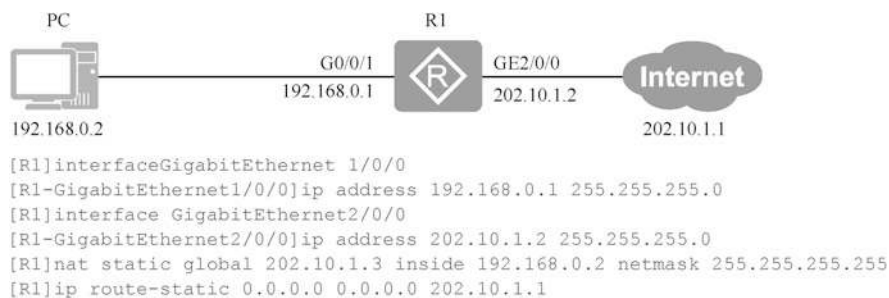 PC
R1
G0/0/1
GE2/0/0
R
Internet
192.168.0.1
202.10.1.2
192.168.0.2
202.10.1.1
[R1]interfaceGigabitEthernet 1/0/0
[R1-GigabitEthernet1/0/0]ip address 192.168.0.1 255.255.255.0
[R1]interface GigabitEthernet2/0/0
[R1-GigabitEthernet2/0/0]ip address 202.10.1.2 255.255.255.0
[R1]nat static global 202.10.1.3 inside 192.168.0.2 netmask 255.255.255.255
[R1]ip route-static 0.0.0.0 0.0.0.0 202.10.1.1